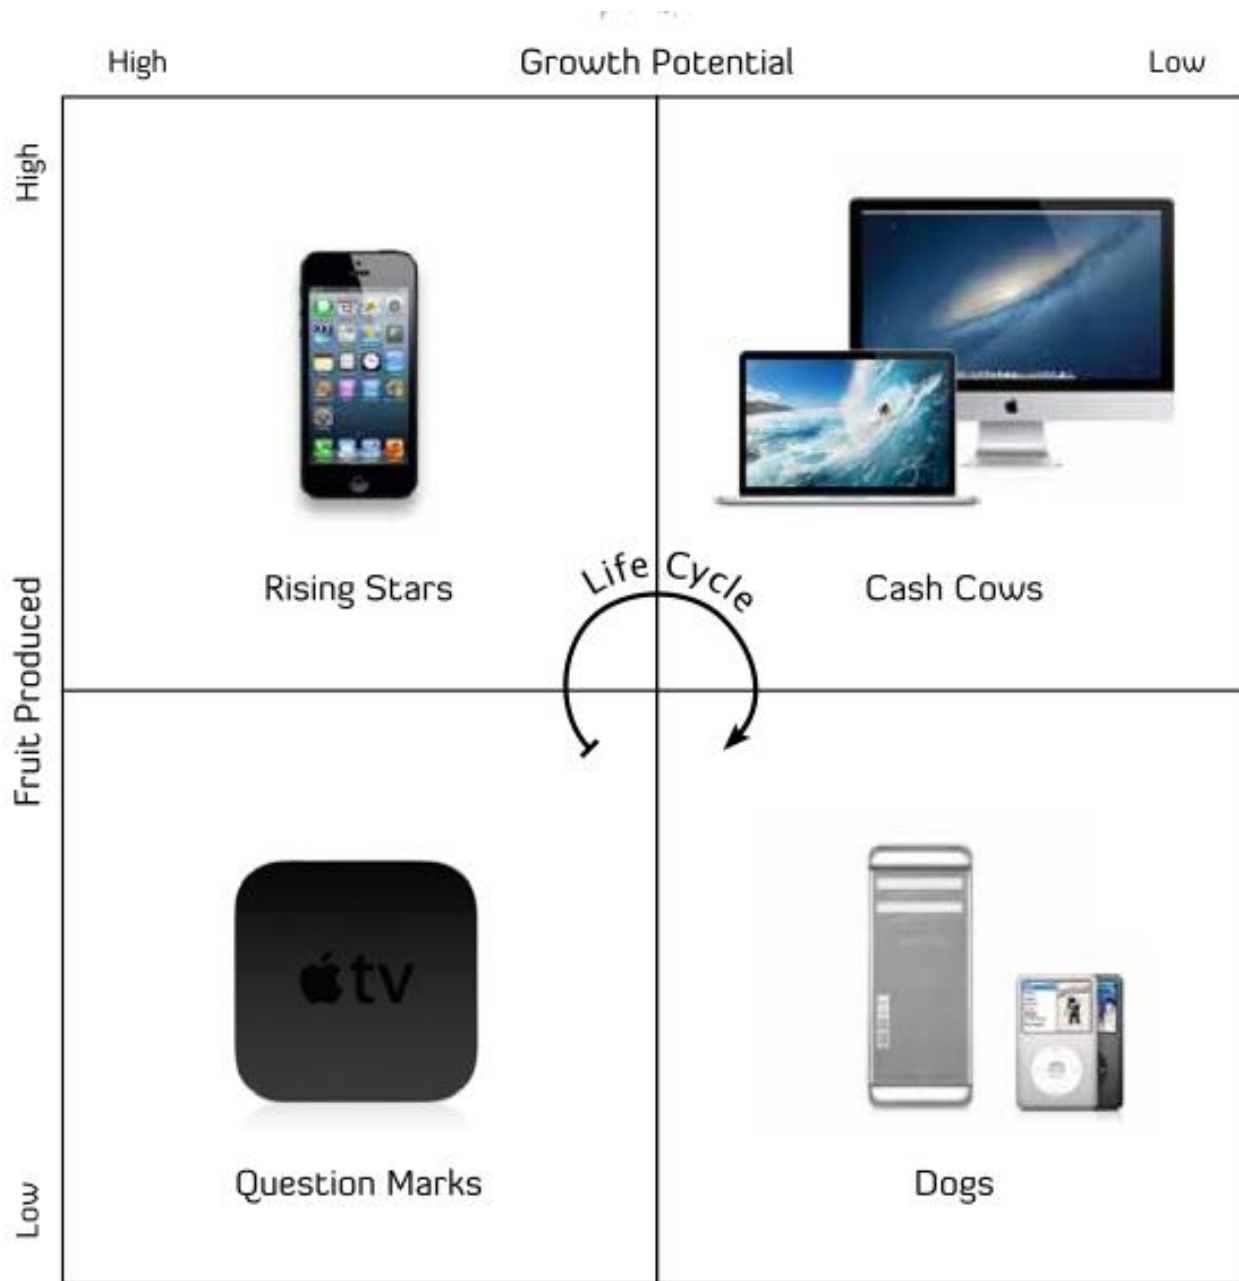 High
Growth Potential
Low
High
Fruit Produced
Low
Rising Stars
Life Cycle
Cash Cows
tv
Question Marks
Dogs